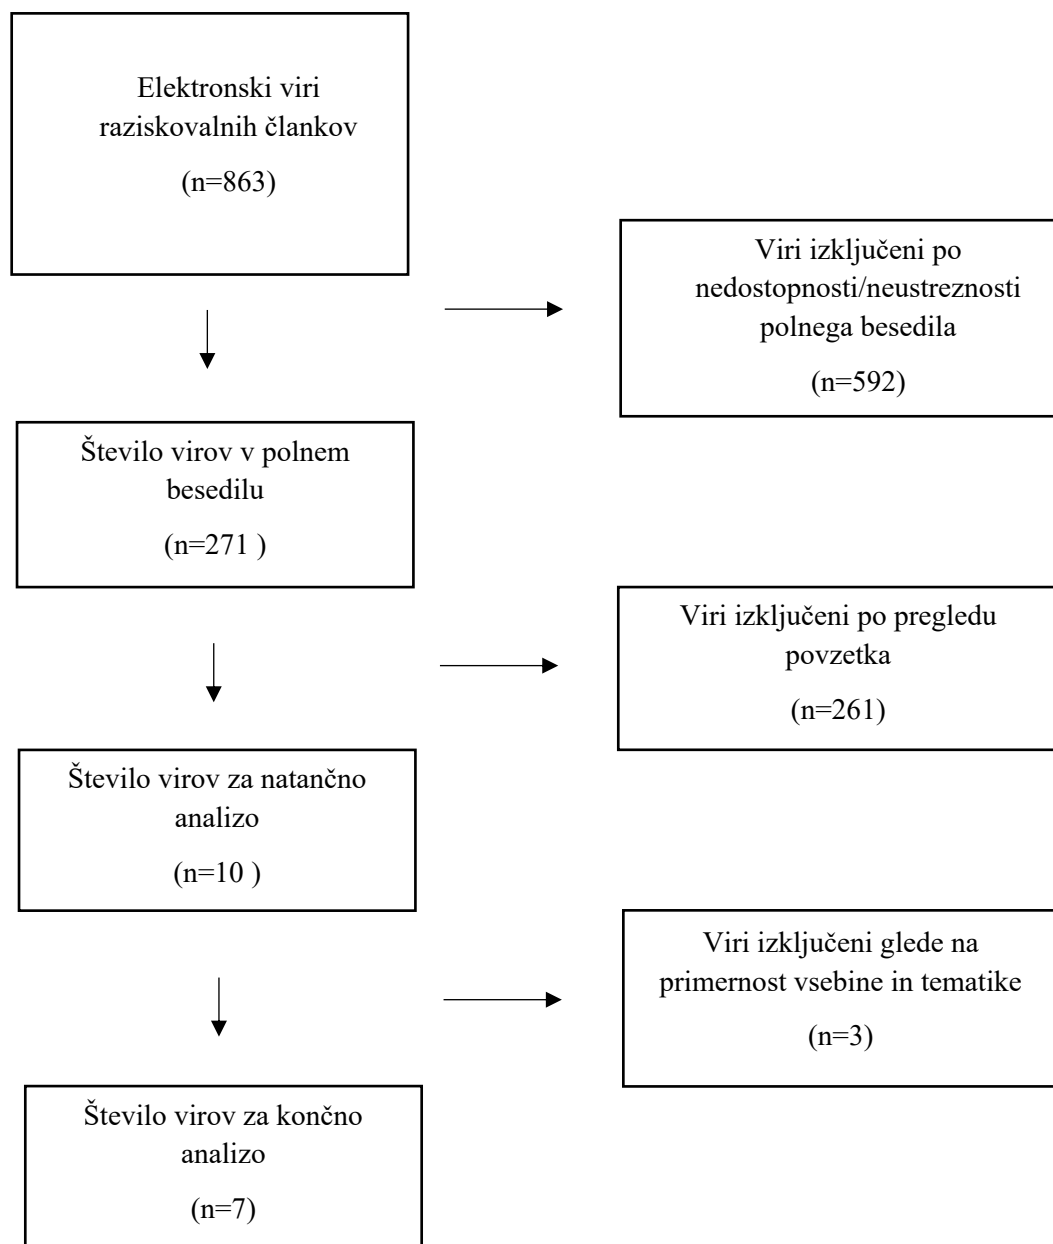 Elektronski viri
raziskovalnih člankov
(n=863)
Viri izključeni po
nedostopnosti/neustreznosti
polnega besedila
(n=592)
Število virov v polnem
besedilu
(n=271 )
Viri izključeni po pregledu
povzetka
(n=261)
Število virov za natančno
analizo
(n=10 )
Viri izključeni glede na
primernost vsebine in tematike
(n=3)
Število virov za končno
analizo
(n=7)